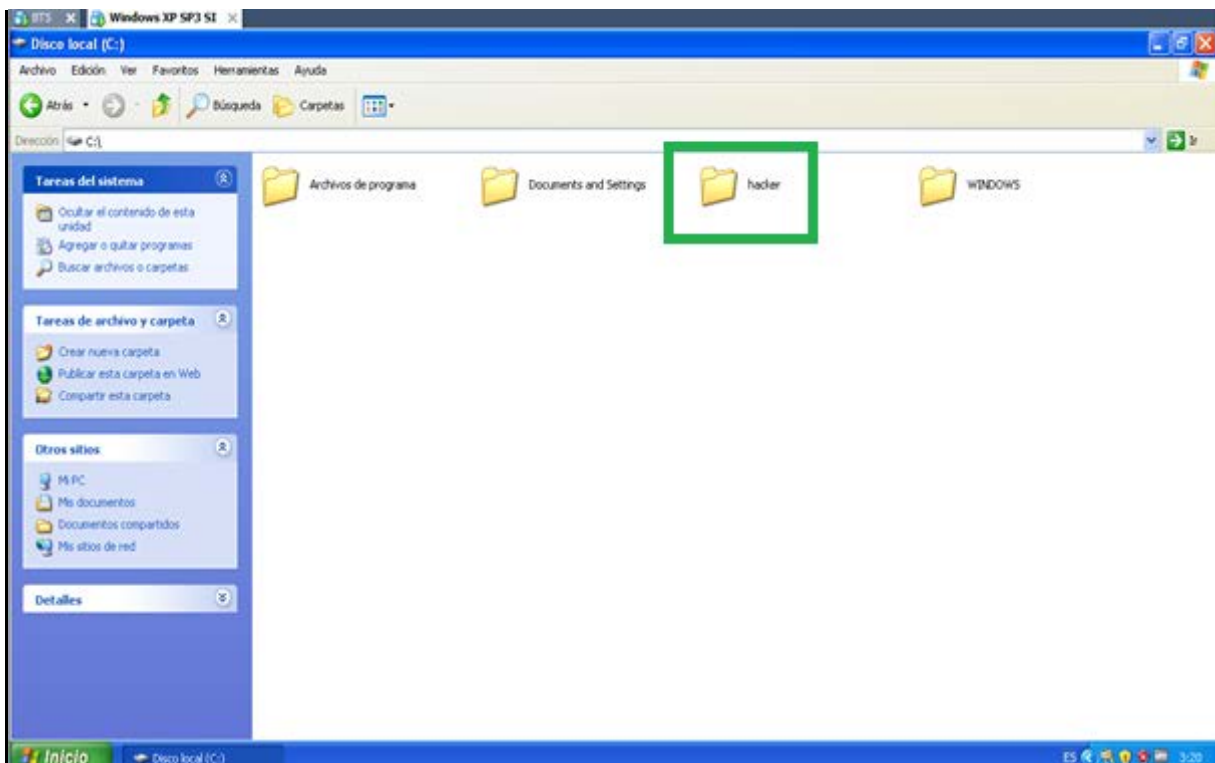 BTS Windows XP SP3 SI
Disco local (C:)
Archivo Edición Ver Favoritos Herramientas Ayuda
Atrás Búsqueda Carpetas
Dirección C:\ Ir
Tareas del sistema
Ocultar el contenido de esta
unidad
Agregar o quitar programas
Buscar archivos o carpetas
Tareas de archivo y carpeta
Crear nueva carpeta
Publicar esta carpeta en Web
Compartir esta carpeta
Otros sitios
Mi PC
Mis documentos
Documentos compartidos
Mis sitios de red
Detalles
Archivos de programa
Documents and Settings
hacker
WINDOWS
Inicio Disco local (C:) ES 3:20